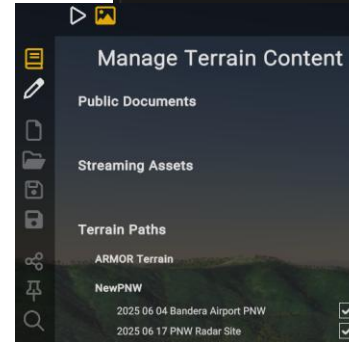 Manage Terrain Content
Public Documents
Streaming Assets
Terrain Paths
ARMOR Terrain
NewPNW
2025 06 04 Bandera Airport PNW
2025 06 17 PNW Radar Site